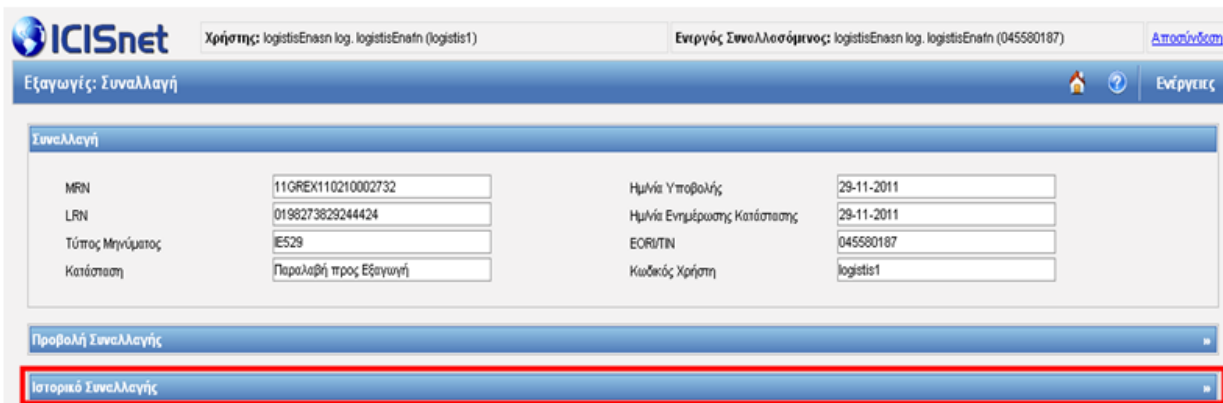 ICISnet Χρήστης: logistisEnasn log. logistisEnafn (logistis1) Ενεργός Συναλλασόμενος: logistisEnasn log. logistisEnafn (045580187) Αποσύνδεση
Εξαγωγές: Συναλλαγή Ενέργειες
Συναλλαγή
MRN 11GREX110210002732 Ημ/νία Υποβολής 29-11-2011
LRN 0198273829244424 Ημ/νία Ενημέρωσης Κατάστασης 29-11-2011
Τύπος Μηνύματος IE529 EORI/TIN 045580187
Κατάσταση Παραλαβή προς Εξαγωγή Κωδικός Χρήστη logistis1
Προβολή Συναλλαγής »
Ιστορικό Συναλλαγής »